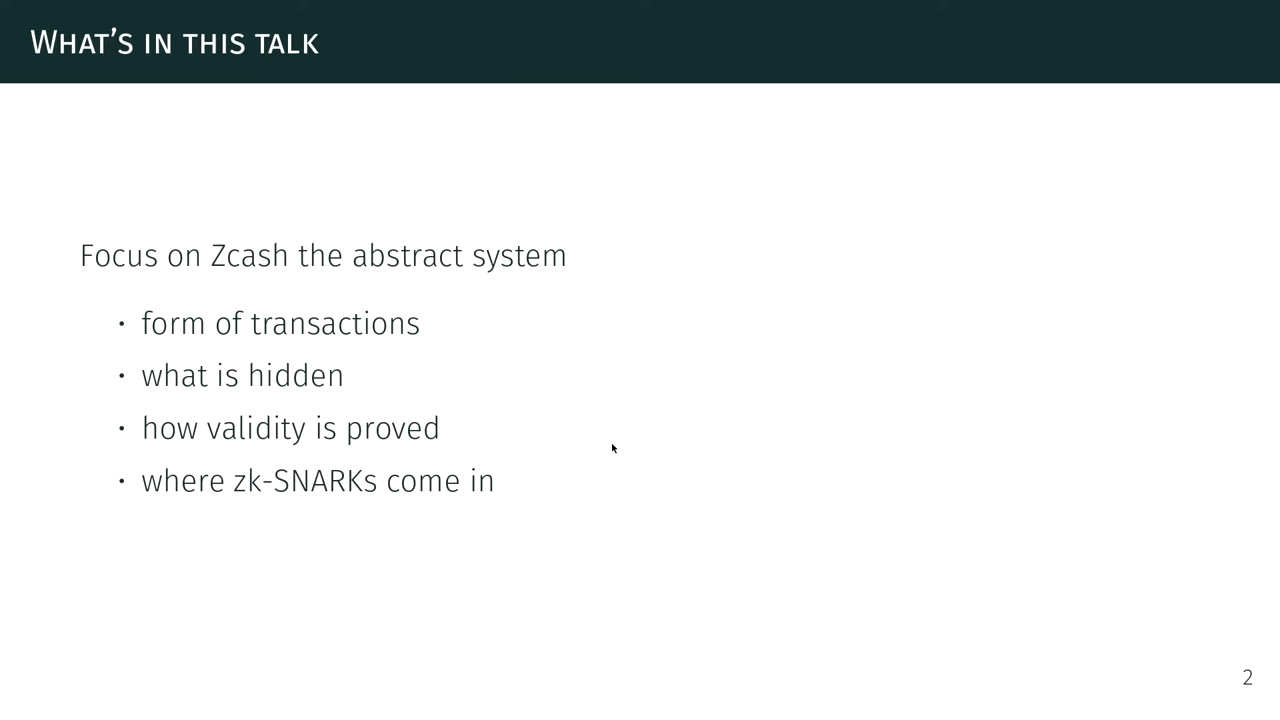 What's in this talk
Focus on Zcash the abstract system
• form of transactions
• what is hidden
• how validity is proved
• where zk-SNARKs come in
2